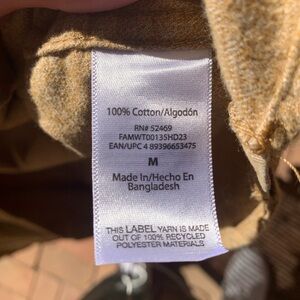 100% Cotton/Algodón
RN# 52469
FAMWT00135HD23
EAN/UPC 4 89396653475
M
Made In/Hecho En
Bangladesh
THIS LABEL YARN IS MADE
OUT OF 100% RECYCLED
POLYESTER MATERIALS